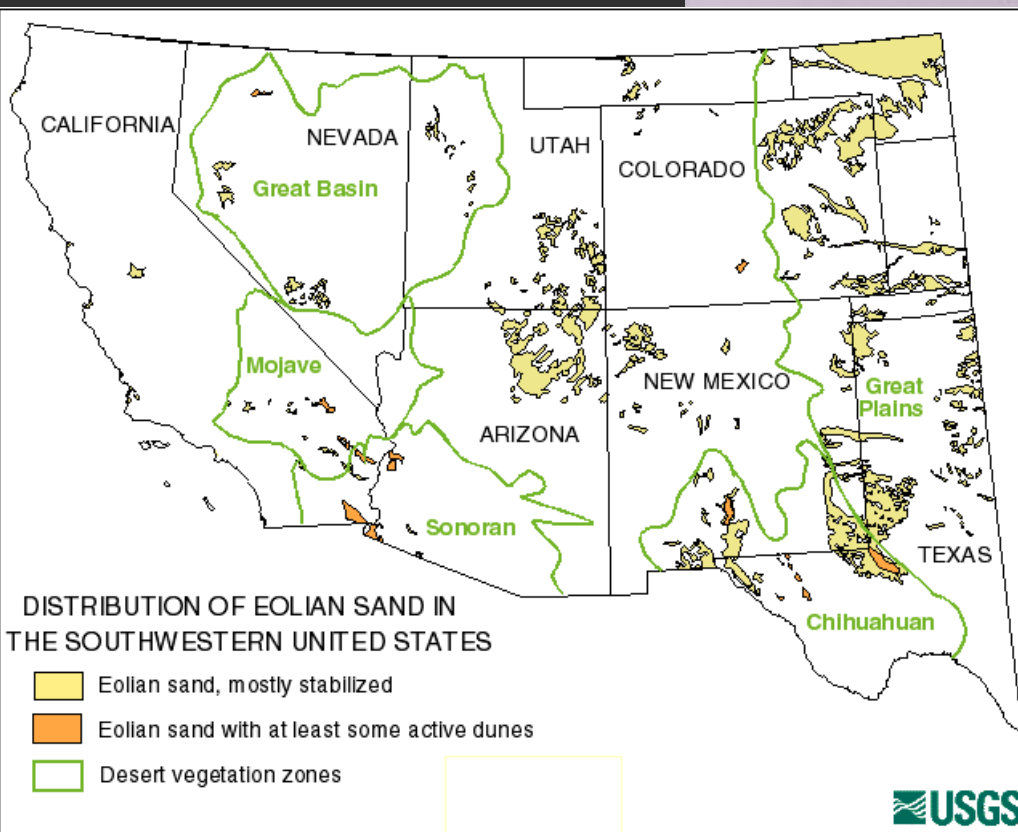 CALIFORNIA
NEVADA
UTAH
COLORADO
Great Basin
Mojave
NEW MEXICO
Great
Plains
ARIZONA
Sonoran
TEXAS
Chihuahuan
DISTRIBUTION OF EOLIAN SAND IN
THE SOUTHWESTERN UNITED STATES
Eolian sand, mostly stabilized
Eolian sand with at least some active dunes
Desert vegetation zones
USGS